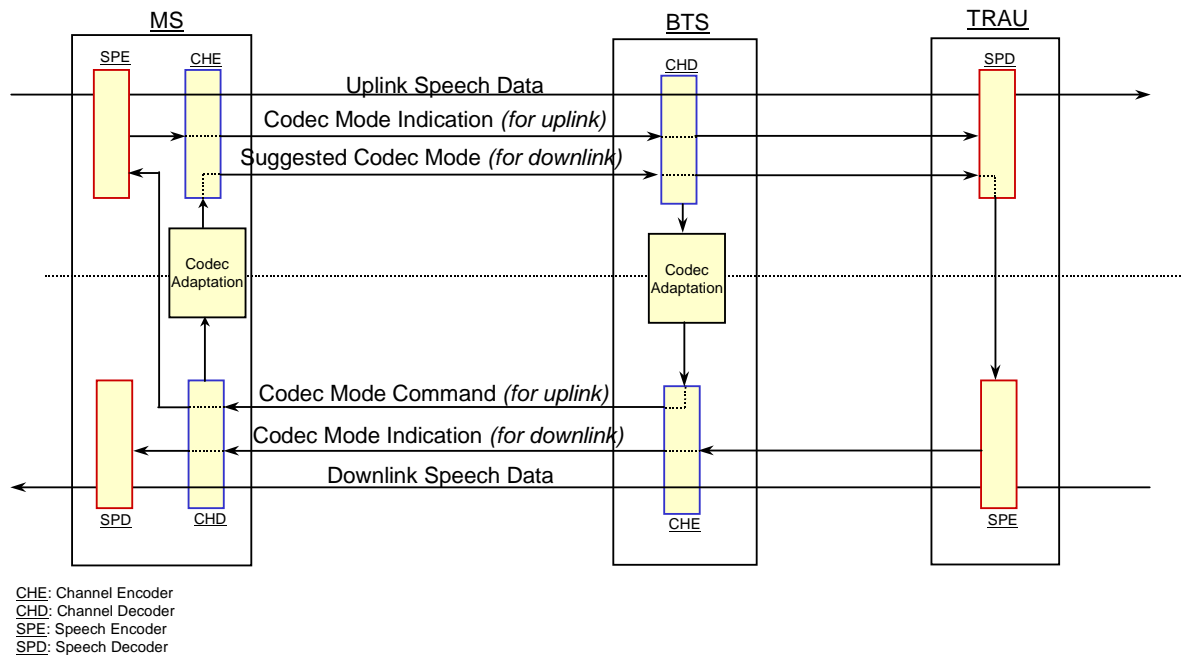 MS
BTS
TRAU
SPE
CHE
CHD
SPD
Uplink Speech Data
Codec Mode Indication (for uplink)
Suggested Codec Mode (for downlink)
Codec
Adaptation
Codec
Adaptation
Codec Mode Command (for uplink)
Codec Mode Indication (for downlink)
Downlink Speech Data
SPD
CHD
CHE
SPE
CHE: Channel Encoder
CHD: Channel Decoder
SPE: Speech Encoder
SPD: Speech Decoder